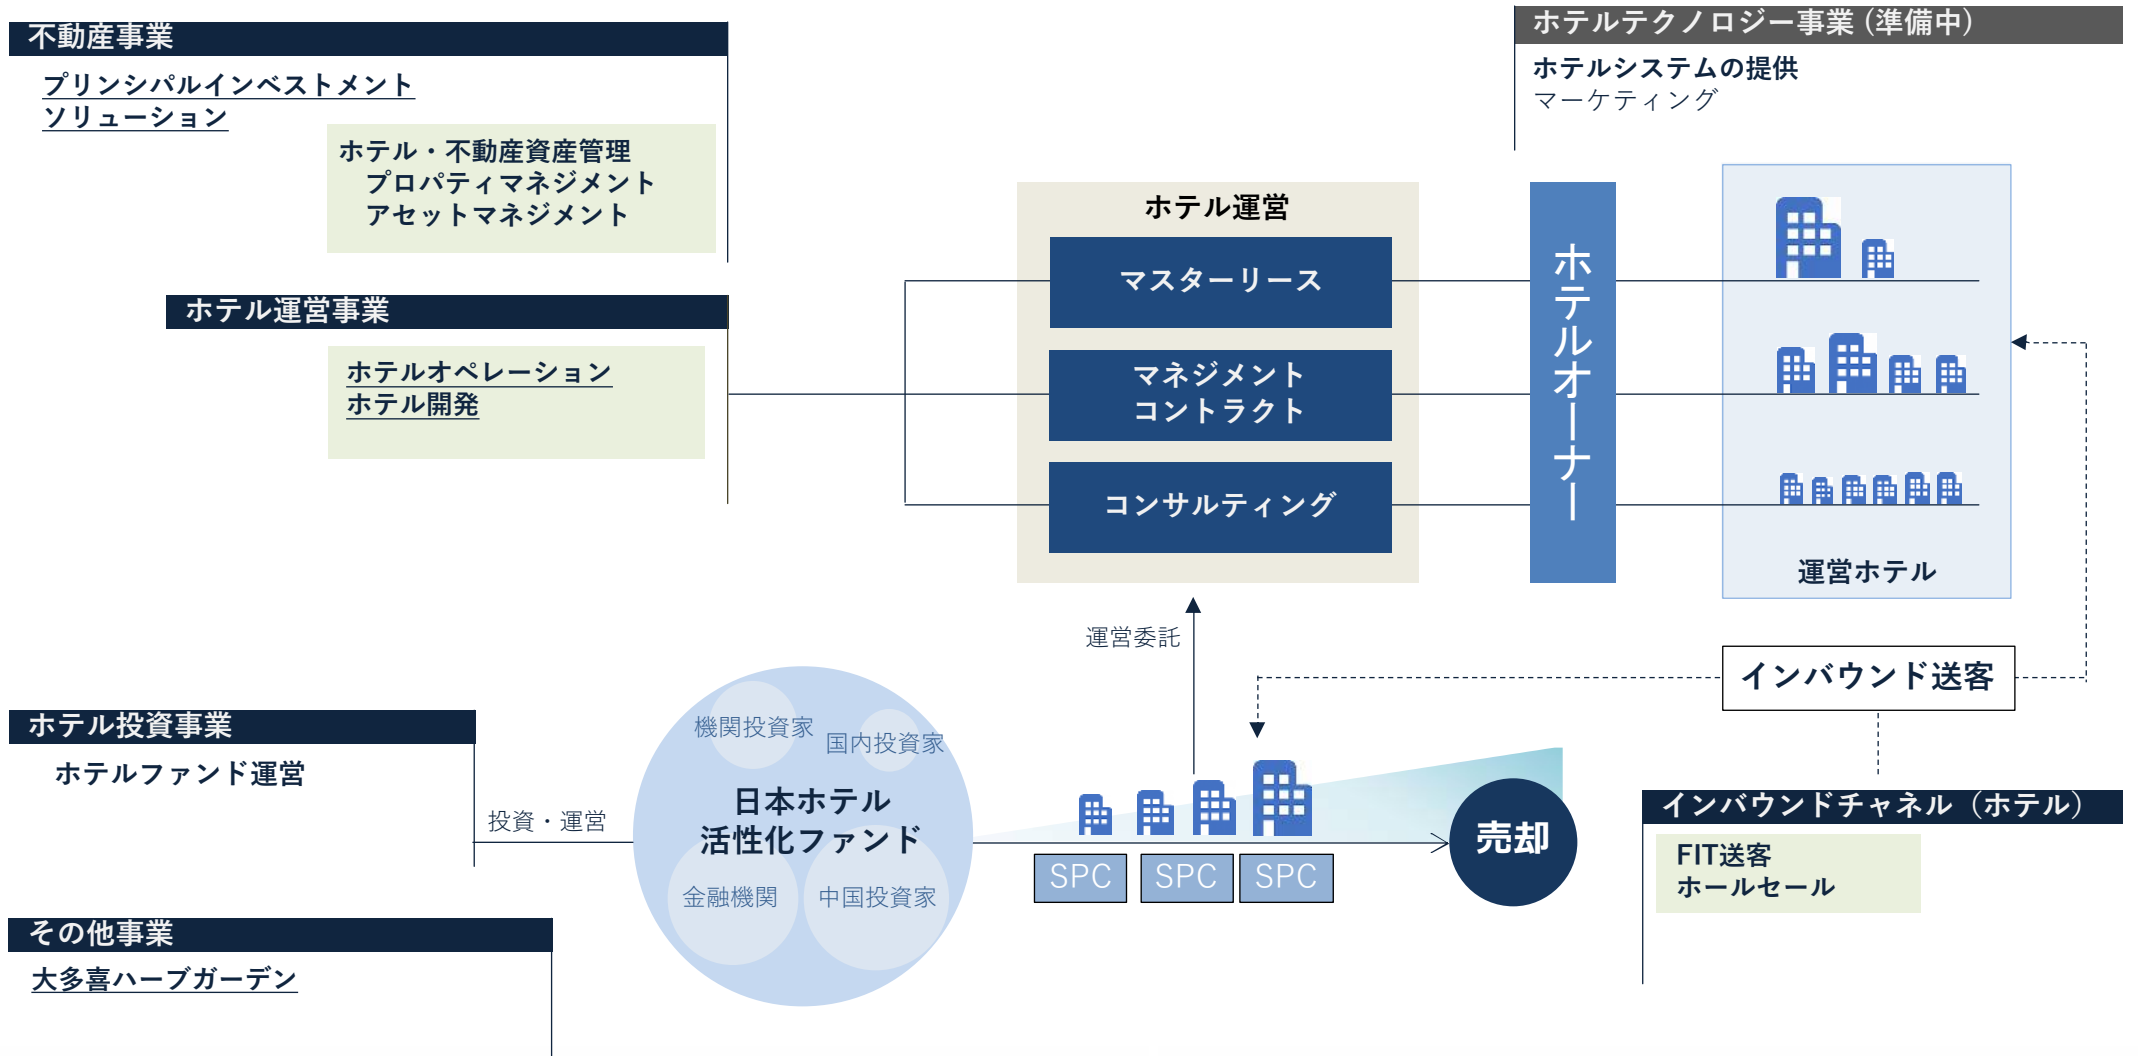 不動産事業
プリンシパルインベストメント
ソリューション
ホテル・不動産資産管理
プロパティマネジメント
アセットマネジメント
ホテル運営事業
ホテルオペレーション
ホテル開発
ホテルテクノロジー事業 (準備中)
ホテルシステムの提供
マーケティング
ホテル運営
マスターリース
マネジメント
コントラクト
コンサルティング
ホテルオーナー
運営ホテル
運営委託
インバウンド送客
ホテル投資事業
ホテルファンド運営
投資・運営
機関投資家
国内投資家
日本ホテル
活性化ファンド
金融機関
中国投資家
SPC
SPC
SPC
売却
インバウンドチャネル（ホテル）
FIT送客
ホールセール
その他事業
大多喜ハーブガーデン